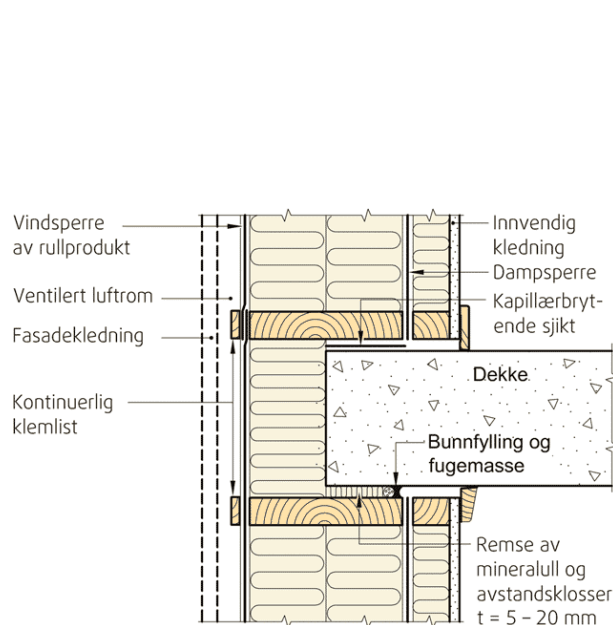 Vindsperre
av rullprodukt
Ventilert luftrom
Fasadekledning
Kontinuerlig
klemlist
Innvendig
kledning
Dampsperre
Kapillærbryt-
ende sjikt
Dekke
Bunnfylling og
fugemasse
Remse av
mineralull og
avstandsklosser
t = 5 – 20 mm